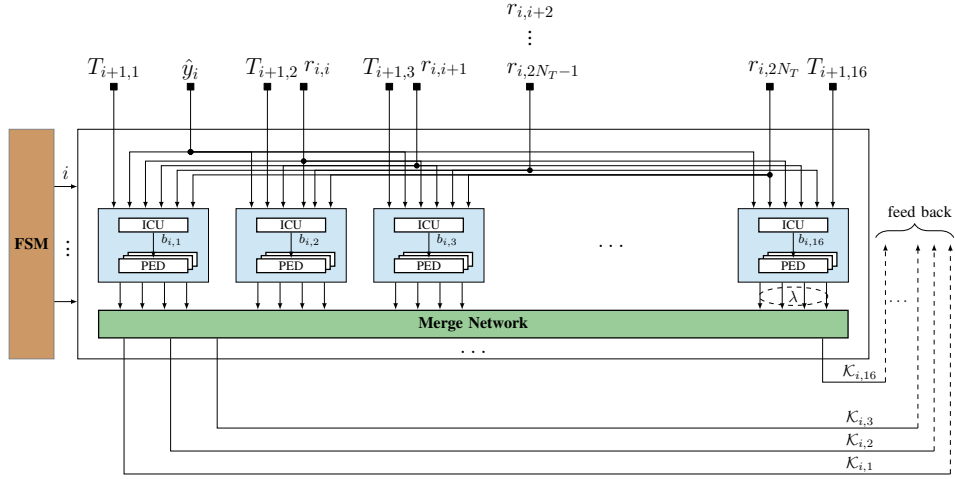 r_{i,i+2}
⋮
T_{i+1,1} ŷ_i T_{i+1,2} r_{i,i} T_{i+1,3} r_{i,i+1} r_{i,2N_T−1} r_{i,2N_T} T_{i+1,16}
i
FSM
⋮
ICU ICU ICU ICU
b_{i,1} b_{i,2} b_{i,3} . . . b_{i,16}
PED PED PED PED
feed back
λ
. . .
Merge Network
. . .
𝒦_{i,16}
𝒦_{i,3}
𝒦_{i,2}
𝒦_{i,1}